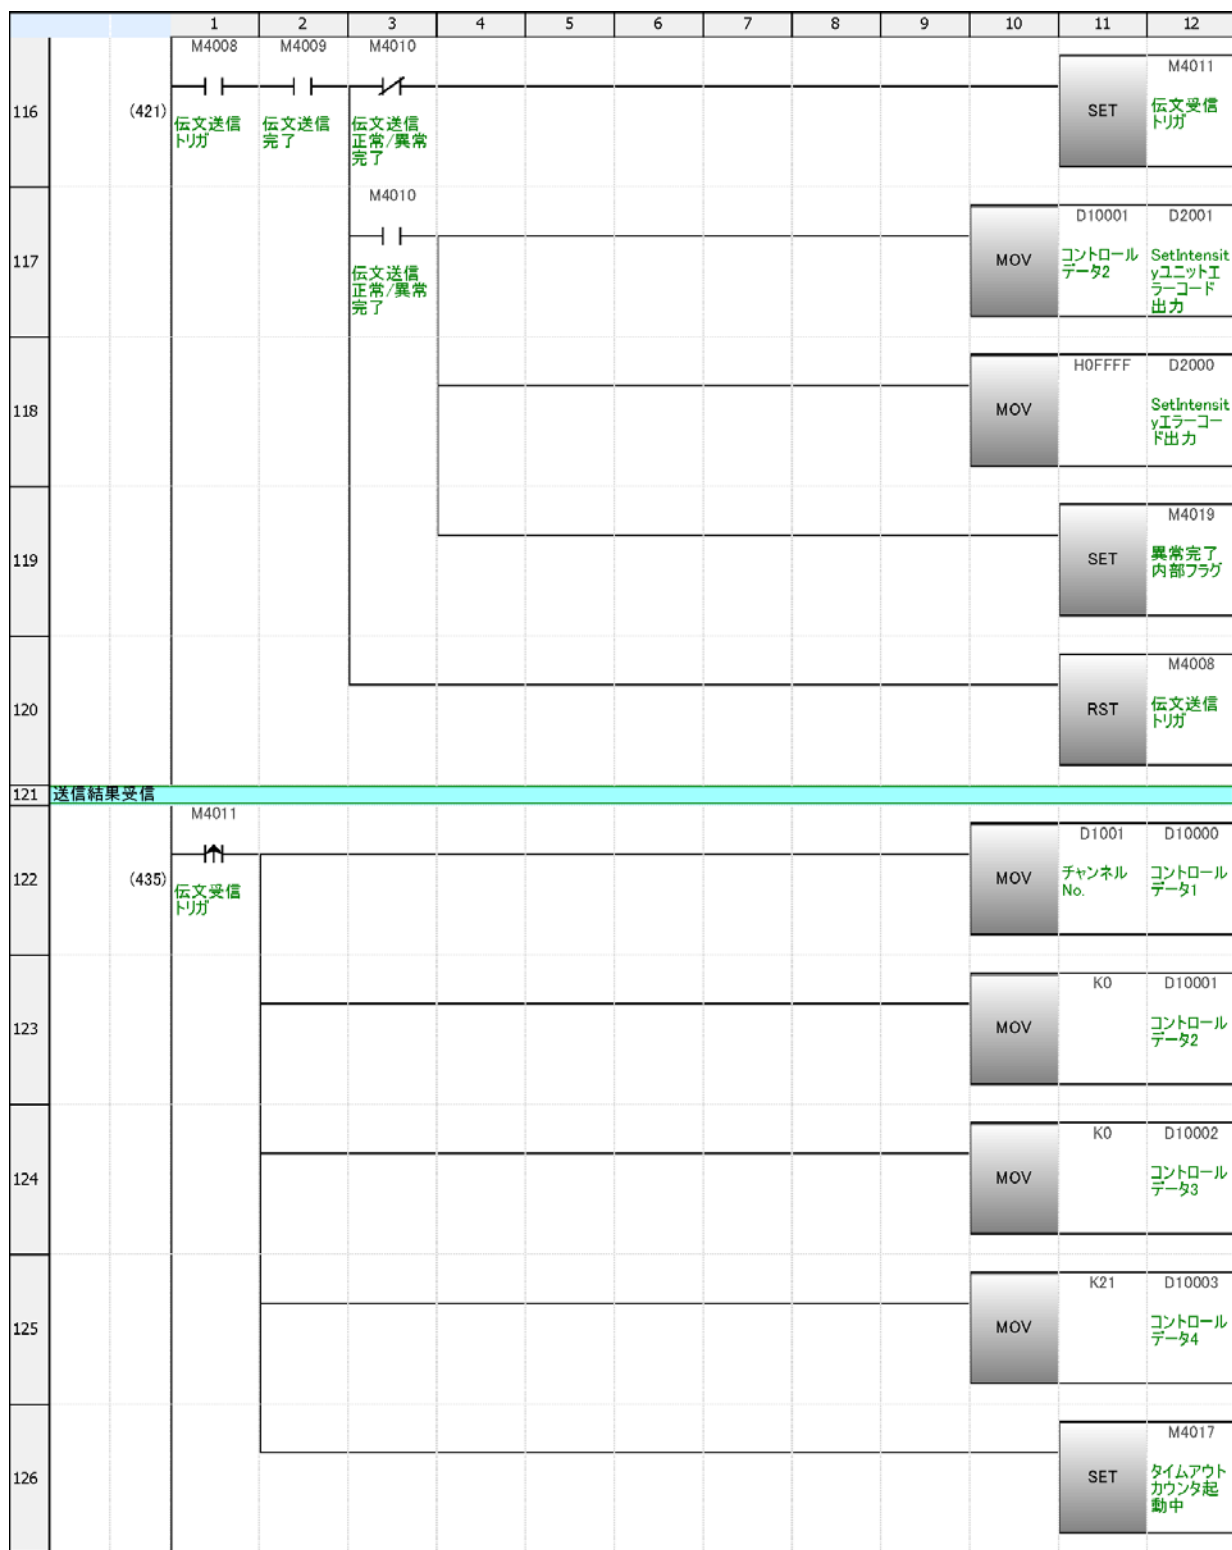 1 2 3 4 5 6 7 8 9 10 11 12
116 (421)
M4008
伝文送信
トリガ
M4009
伝文送信
完了
M4010
伝文送信
正常/異常
完了
SET
M4011
伝文受信
トリガ
117
M4010
伝文送信
正常/異常
完了
MOV
D10001
コントロール
データ2
D2001
SetIntensit
yユニットエ
ラーコード
出力
118
MOV
H0FFFF
D2000
SetIntensit
yエラーコー
ド出力
119
SET
M4019
異常完了
内部フラグ
120
RST
M4008
伝文送信
トリガ
121 送信結果受信
122 (435)
M4011
伝文受信
トリガ
MOV
D1001
チャンネル
No.
D10000
コントロール
データ1
123
MOV
K0
D10001
コントロール
データ2
124
MOV
K0
D10002
コントロール
データ3
125
MOV
K21
D10003
コントロール
データ4
126
SET
M4017
タイムアウト
カウンタ起
動中